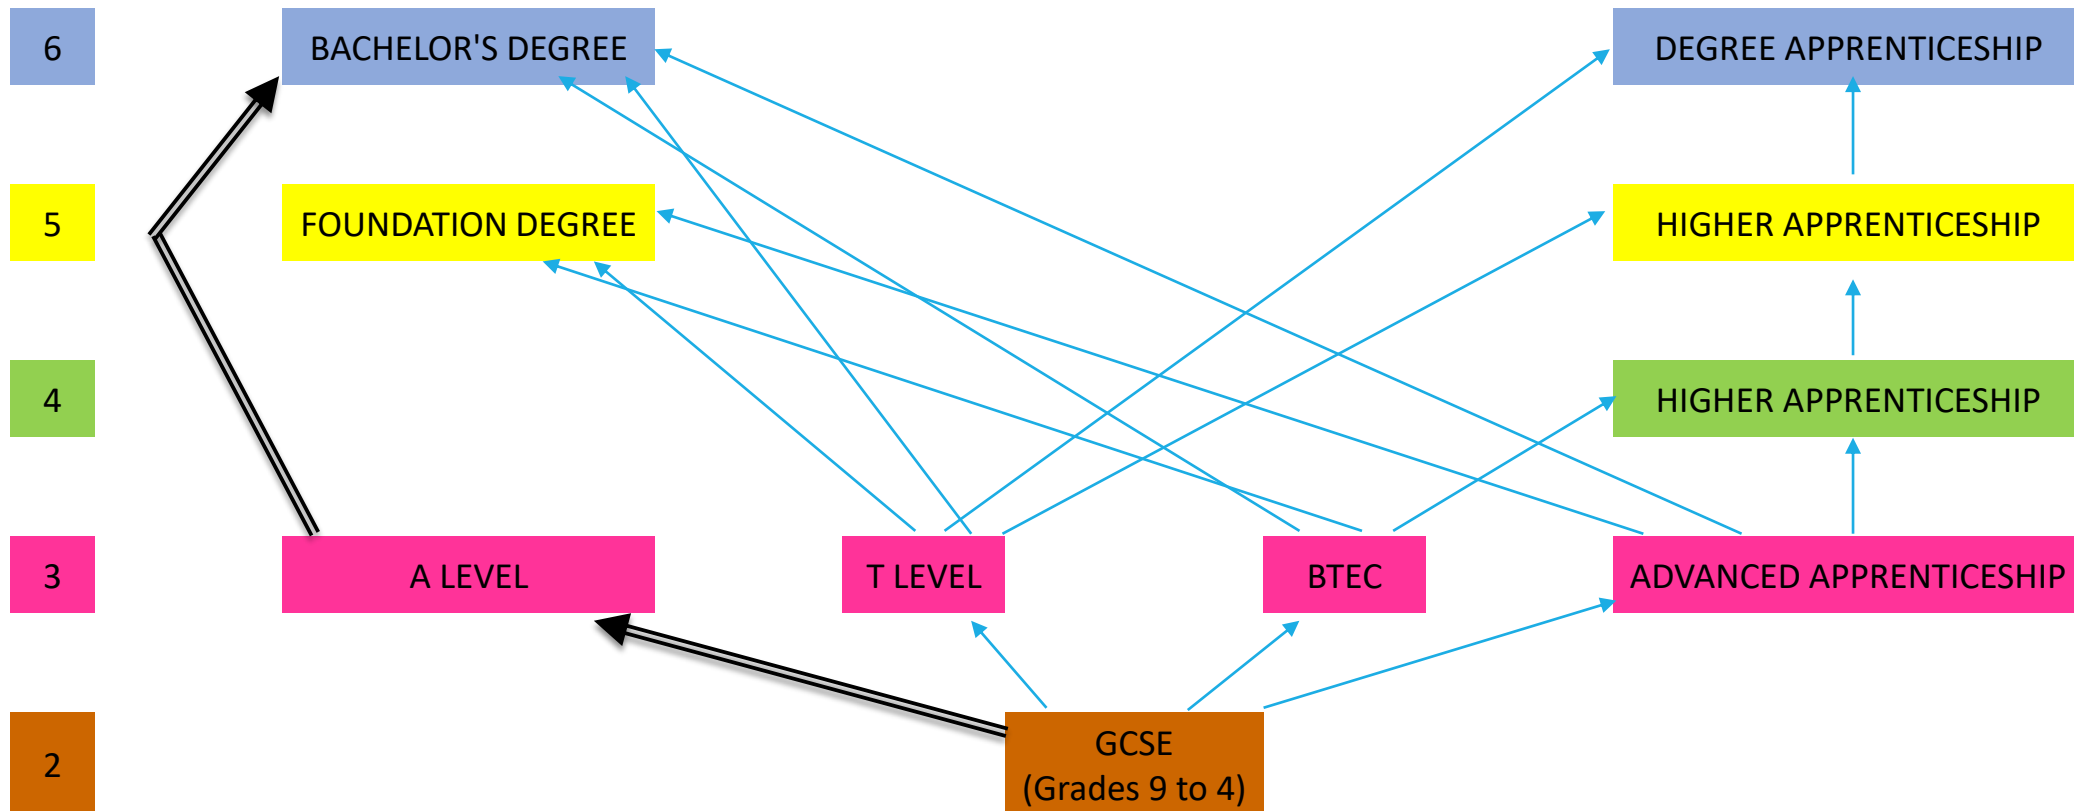 6
BACHELOR'S DEGREE
DEGREE APPRENTICESHIP
5
FOUNDATION DEGREE
HIGHER APPRENTICESHIP
4
HIGHER APPRENTICESHIP
3
A LEVEL
T LEVEL
BTEC
ADVANCED APPRENTICESHIP
2
GCSE
(Grades 9 to 4)